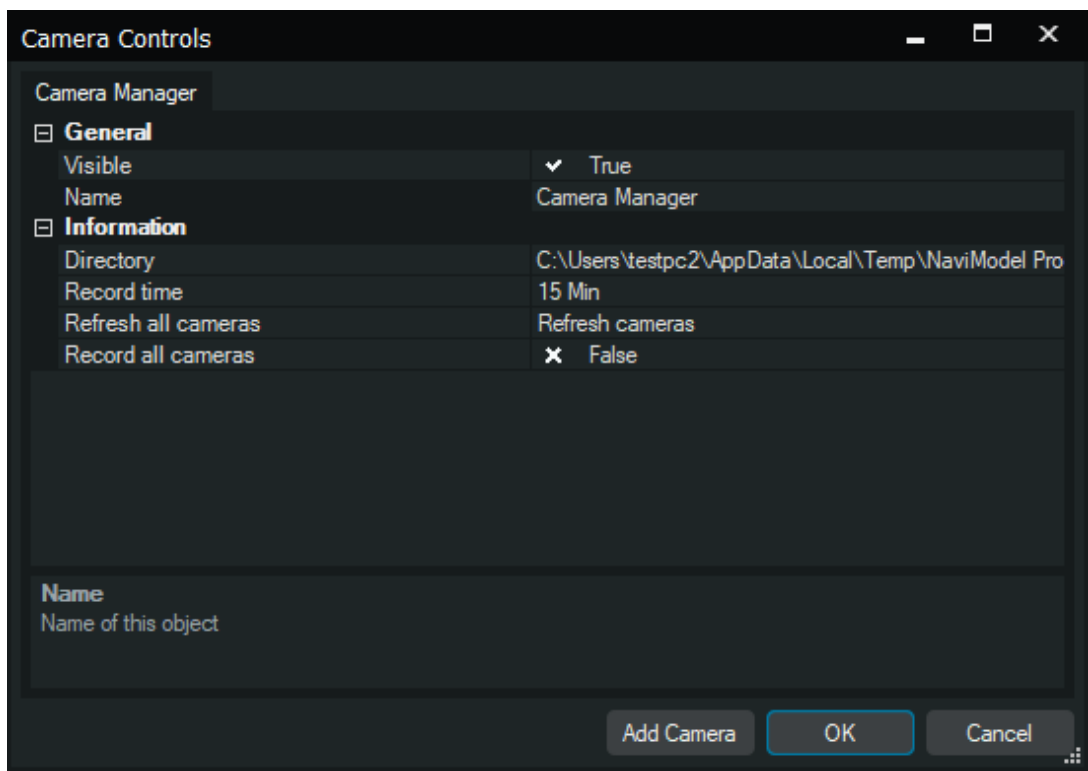 Camera Controls
Camera Manager
General
Visible True
Name Camera Manager
Information
Directory C:\Users\testpc2\AppData\Local\Temp\NaviModel Pro
Record time 15 Min
Refresh all cameras Refresh cameras
Record all cameras False
Name
Name of this object
Add Camera OK Cancel